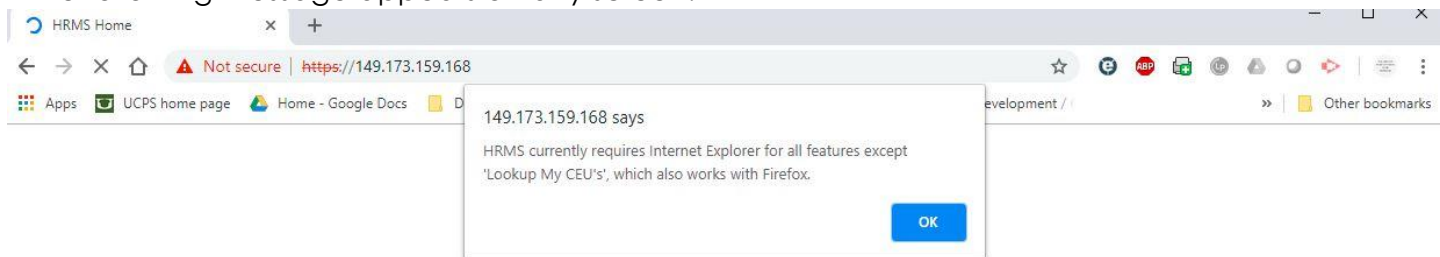 HRMS Home
Not secure | https://149.173.159.168
ABP
Apps UCPS home page Home - Google Docs D evelopment / » Other bookmarks
149.173.159.168 says
HRMS currently requires Internet Explorer for all features except
'Lookup My CEU's', which also works with Firefox.
OK